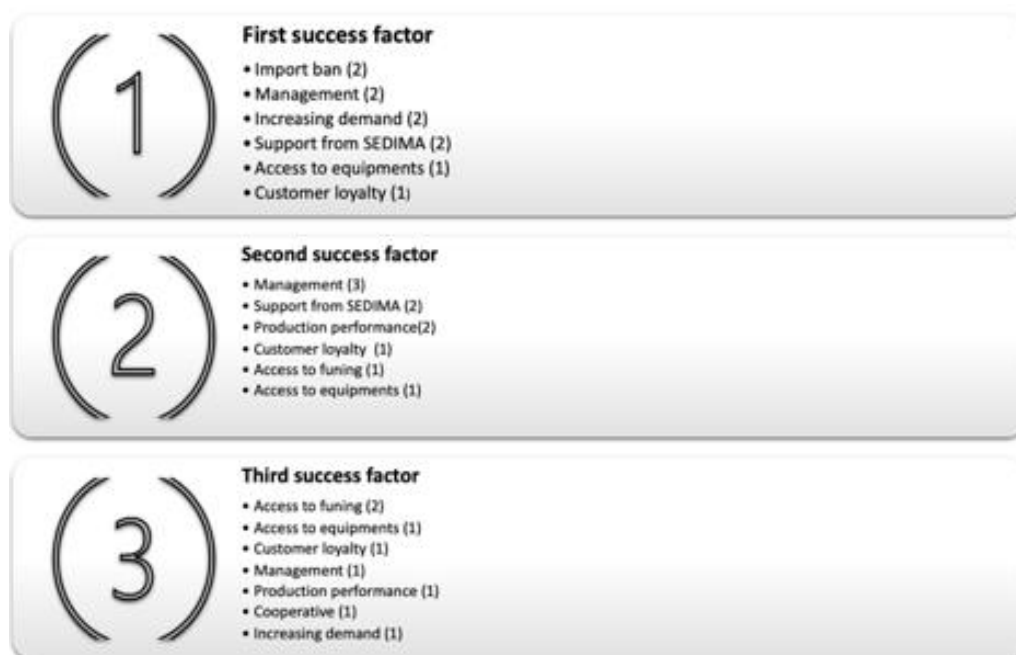 1
First success factor
• Import ban (2)
• Management (2)
• Increasing demand (2)
• Support from SEDIMA (2)
• Access to equipments (1)
• Customer loyalty (1)
2
Second success factor
• Management (3)
• Support from SEDIMA (2)
• Production performance(2)
• Customer loyalty (1)
• Access to funing (1)
• Access to equipments (1)
3
Third success factor
• Access to funing (2)
• Access to equipments (1)
• Customer loyalty (1)
• Management (1)
• Production performance (1)
• Cooperative (1)
• Increasing demand (1)